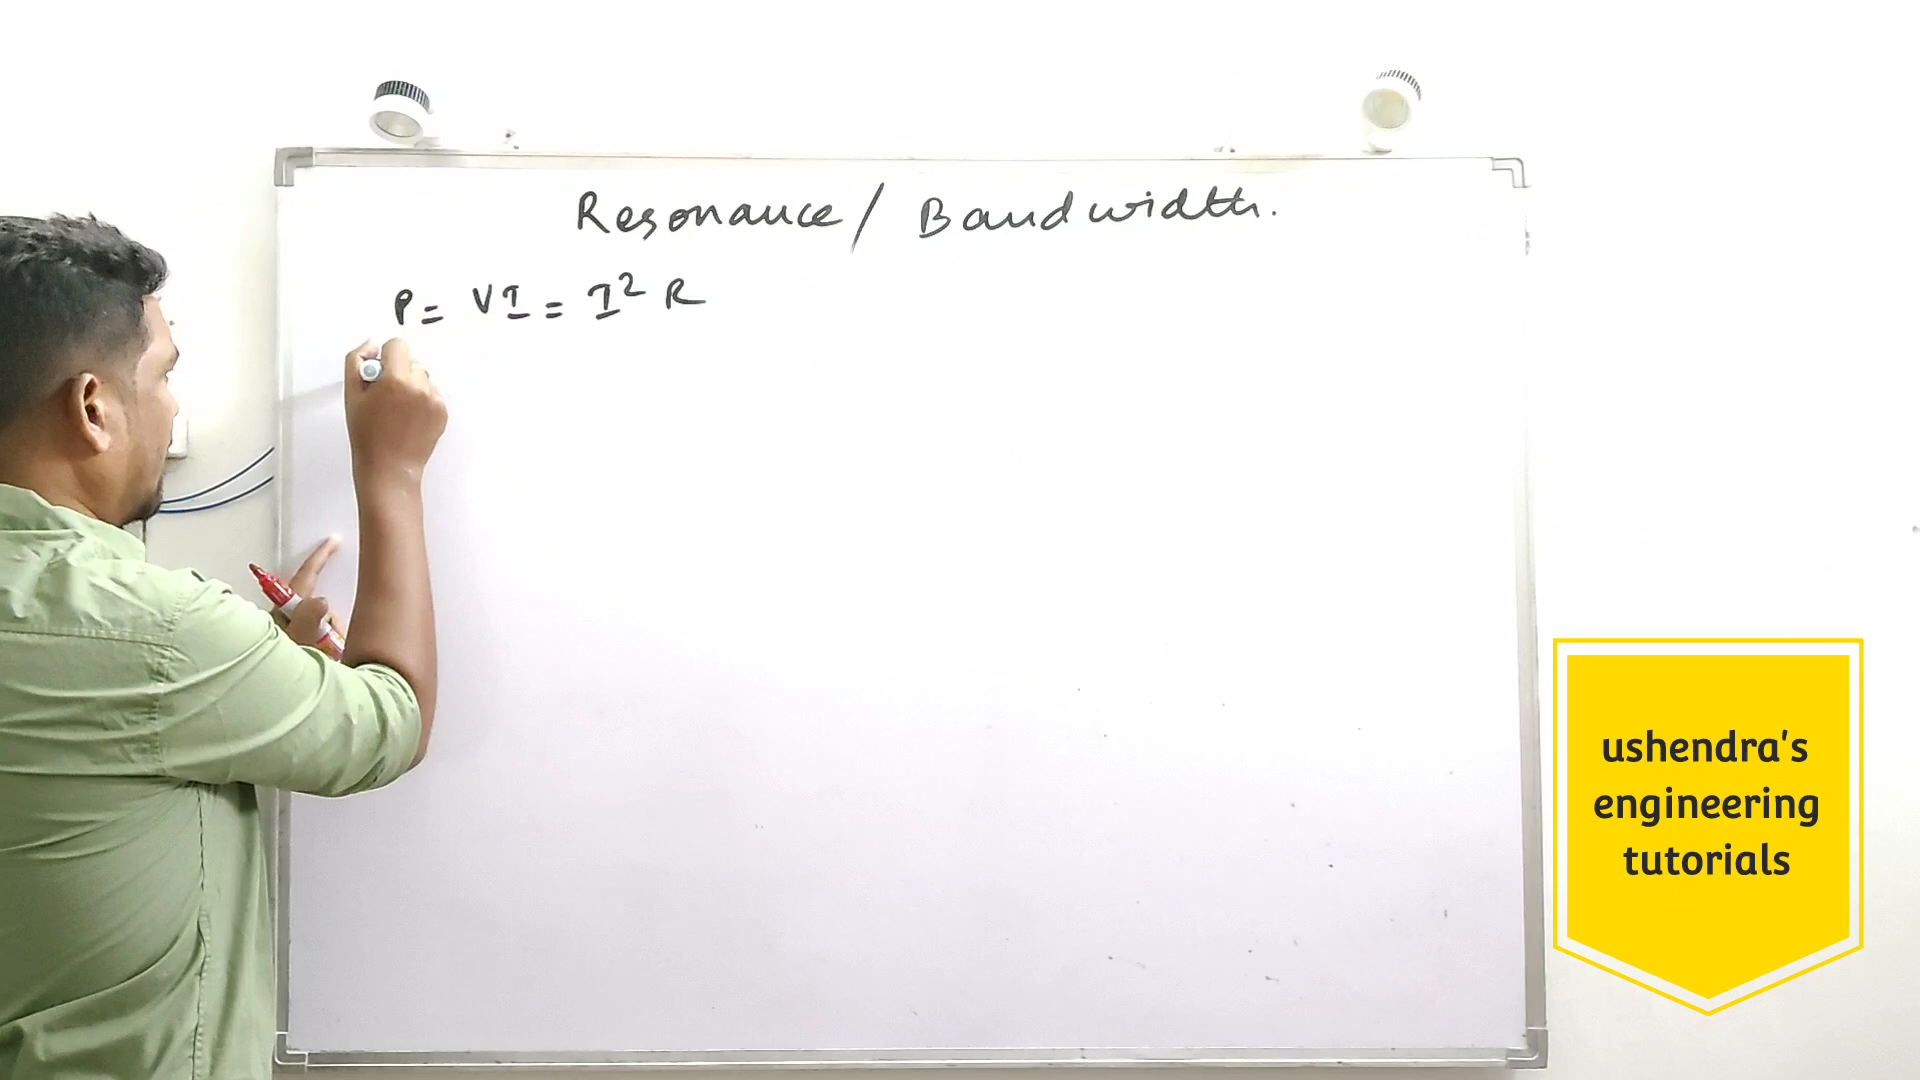 Resonance / Bandwidth.
P = VI = I² R
ushendra's
engineering
tutorials